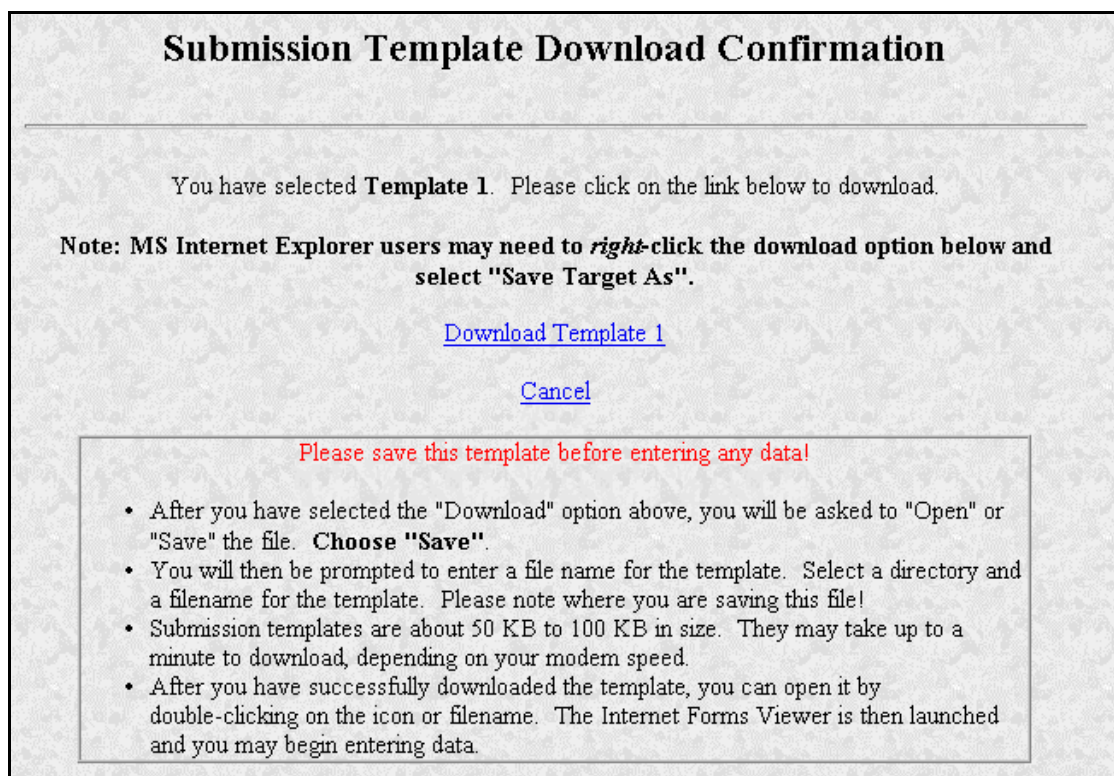 Submission Template Download Confirmation
You have selected Template 1. Please click on the link below to download.
Note: MS Internet Explorer users may need to right-click the download option below and
select "Save Target As".
Download Template 1
Cancel
Please save this template before entering any data!
• After you have selected the "Download" option above, you will be asked to "Open" or
"Save" the file. Choose "Save".
• You will then be prompted to enter a file name for the template. Select a directory and
a filename for the template. Please note where you are saving this file!
• Submission templates are about 50 KB to 100 KB in size. They may take up to a
minute to download, depending on your modem speed.
• After you have successfully downloaded the template, you can open it by
double-clicking on the icon or filename. The Internet Forms Viewer is then launched
and you may begin entering data.